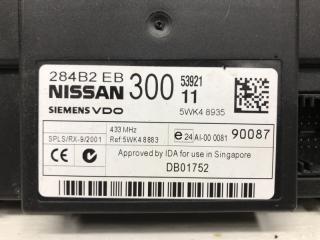 284B2 EB
NISSAN 300 53921
11
SIEMENS VDO 5WK4 8935
433 MHz
SPLS/RX-9/2001 Ref:5WK4 8883 e 24 AI-00 0081 90087
Approved by IDA for use in Singapore
DB01752